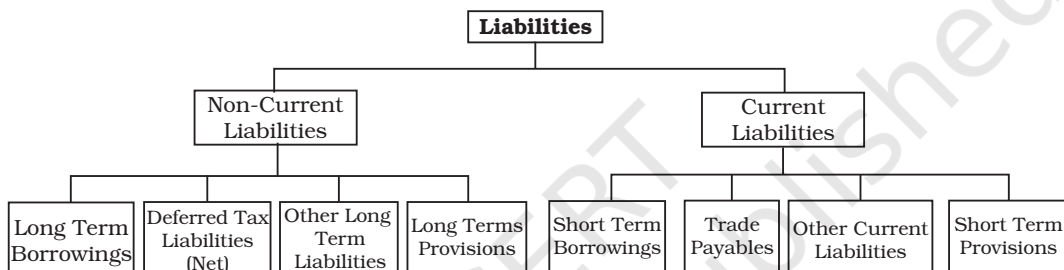 Liabilities
Non-Current
Liabilities
Current
Liabilities
Long Term
Borrowings
Deferred Tax
Liabilities
(Net)
Other Long
Term
Liabilities
Long Terms
Provisions
Short Term
Borrowings
Trade
Payables
Other Current
Liabilities
Short Term
Provisions